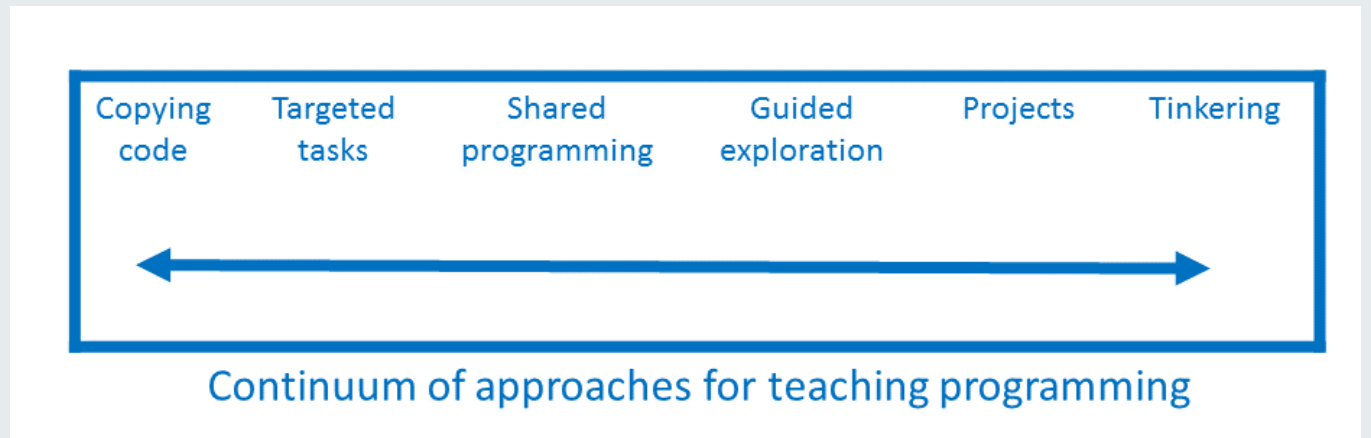 Copying code
Targeted tasks
Shared programming
Guided exploration
Projects
Tinkering
Continuum of approaches for teaching programming